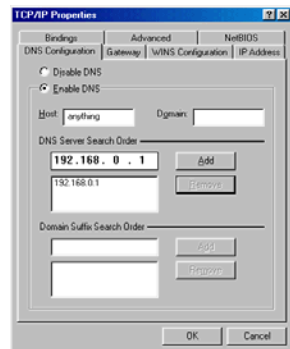 TCP/IP Properties
Bindings Advanced NetBIOS
DNS Configuration Gateway WINS Configuration IP Address
Disable DNS
Enable DNS
Host: anything Domain:
DNS Server Search Order
192.168. 0 . 1 Add
192.168.0.1 Remove
Domain Suffix Search Order
Add
Remove
OK Cancel